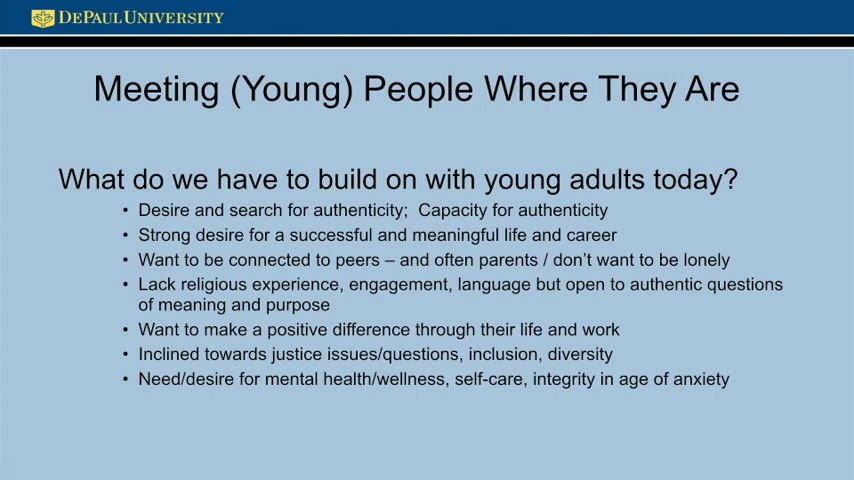 DEPAUL UNIVERSITY
Meeting (Young) People Where They Are
What do we have to build on with young adults today?
• Desire and search for authenticity;  Capacity for authenticity
• Strong desire for a successful and meaningful life and career
• Want to be connected to peers – and often parents / don't want to be lonely
• Lack religious experience, engagement, language but open to authentic questions
of meaning and purpose
• Want to make a positive difference through their life and work
• Inclined towards justice issues/questions, inclusion, diversity
• Need/desire for mental health/wellness, self-care, integrity in age of anxiety